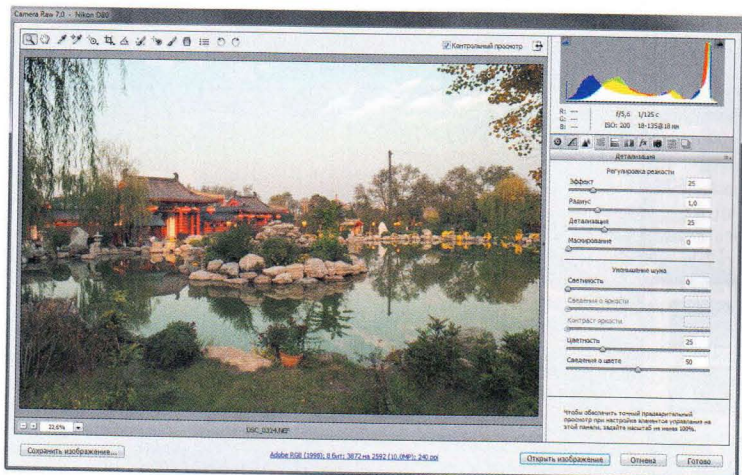 Camera Raw 7.0 - Nikon D80
Контрольный просмотр
R: ---
G: ---
B: ---
f/5,6 1/125 с
ISO: 100 18-135@18 мм
Детализация
Регулировка резкости
Эффект 25
Радиус 1,0
Детализация 25
Маскирование 0
Уменьшение шума
Светимость 0
Сведения о яркости
Контраст яркости
Цветность 25
Сведения о цвете 50
Чтобы обеспечить точный предварительный
просмотр при настройке элементов управления на
этой панели, задайте масштаб не менее 100%.
22,6%
DSC_0314.NEF
Сохранить изображение...
Adobe RGB (1998); 8 бит; 3872 на 2592 (10,0MP); 240 ppi
Открыть изображение
Отмена
Готово